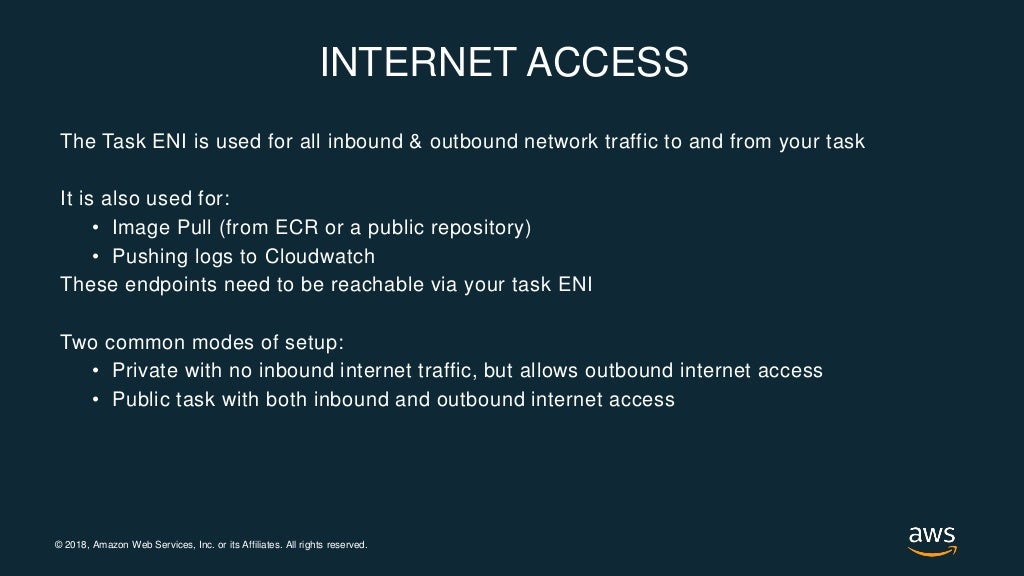 INTERNET ACCESS
The Task ENI is used for all inbound & outbound network traffic to and from your task
It is also used for:
• Image Pull (from ECR or a public repository)
• Pushing logs to Cloudwatch
These endpoints need to be reachable via your task ENI
Two common modes of setup:
• Private with no inbound internet traffic, but allows outbound internet access
• Public task with both inbound and outbound internet access
© 2018, Amazon Web Services, Inc. or its Affiliates. All rights reserved.
aws